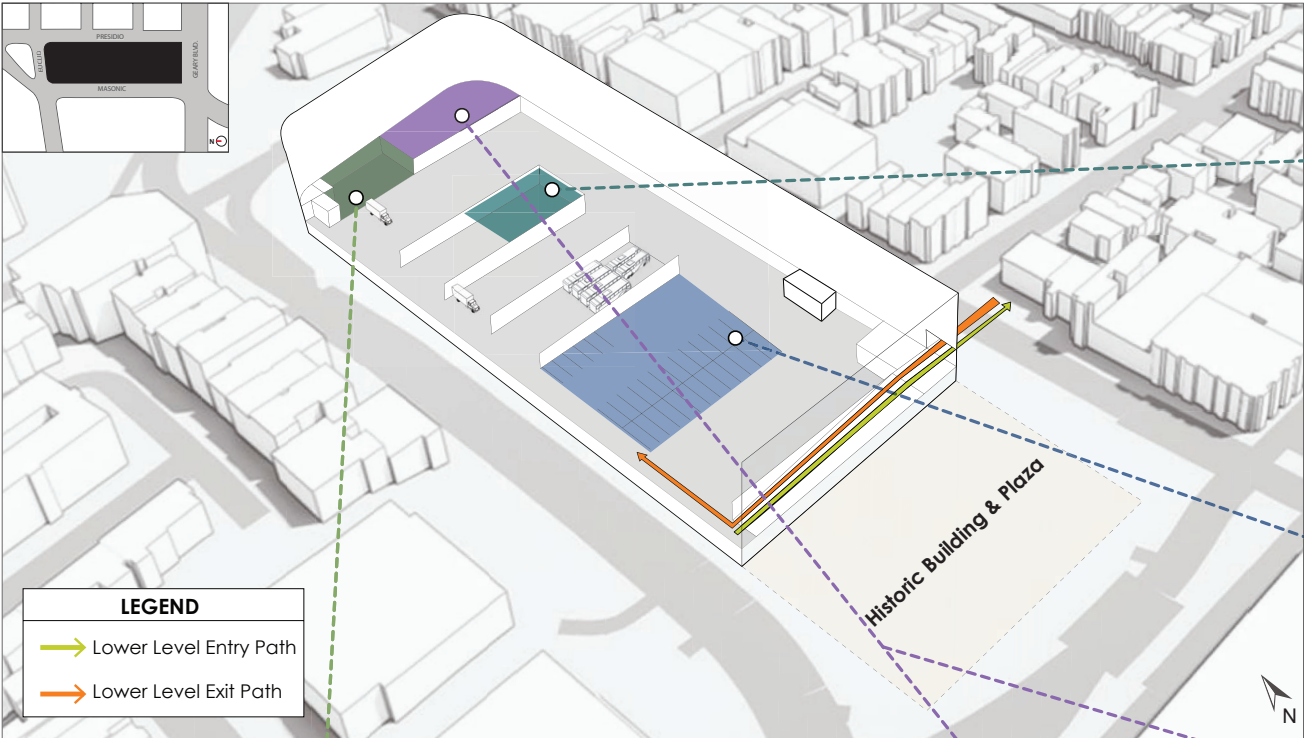 PRESIDIO
EUCLID
GEARY BLVD.
MASONIC
N
Historic Building & Plaza
LEGEND
Lower Level Entry Path
Lower Level Exit Path
N